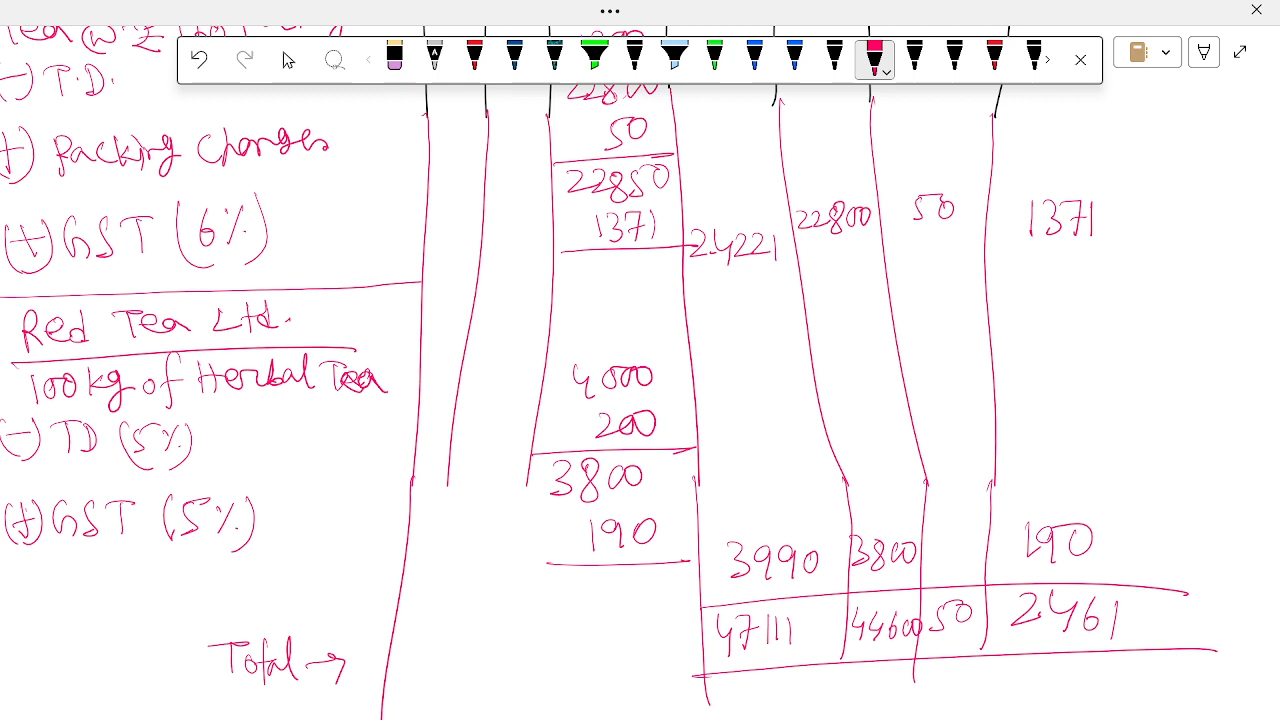 (-) T.D.
22800
(+) Packing Charges 50
22850
(+) GST (6%) 1371 24221 22800 50 1371
Red Tea Ltd.
100 kg of Herbal Tea 4000
(-) TD (5%) 200
3800
(+) GST (5%) 190 3990 3800 190
Total → 47111 44600 50 2461